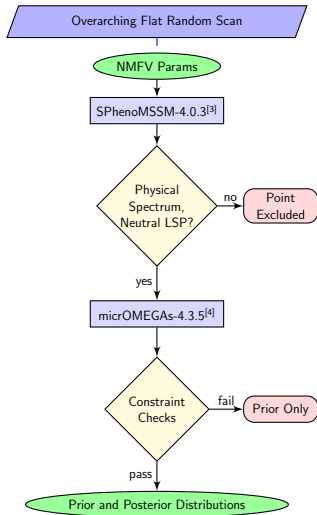 Overarching Flat Random Scan
NMFV Params
SPhenoMSSM-4.0.3[3]
Physical
Spectrum,
Neutral LSP?
no
Point
Excluded
yes
micrOMEGAs-4.3.5[4]
Constraint
Checks
fail
Prior Only
pass
Prior and Posterior Distributions